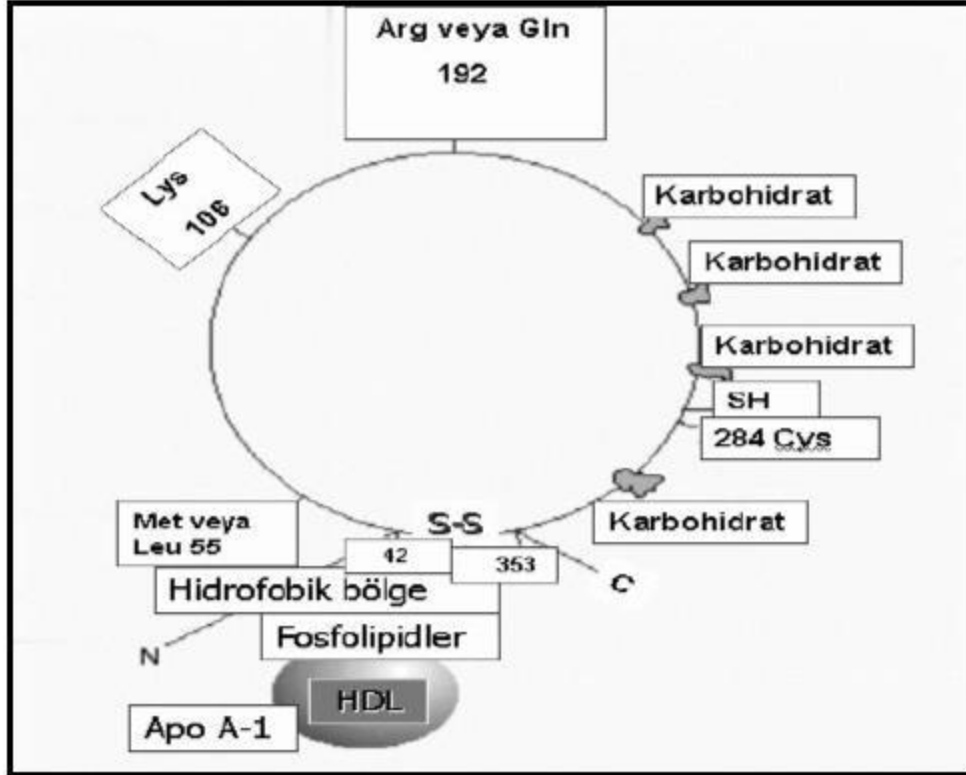 Arg veya Gln
192
Lys
106
Karbohidrat
Karbohidrat
Karbohidrat
SH
284 Cys
Karbohidrat
S-S
Met veya
Leu 55
42
353
C
Hidrofobik bölge
Fosfolipidler
N
HDL
Apo A-1